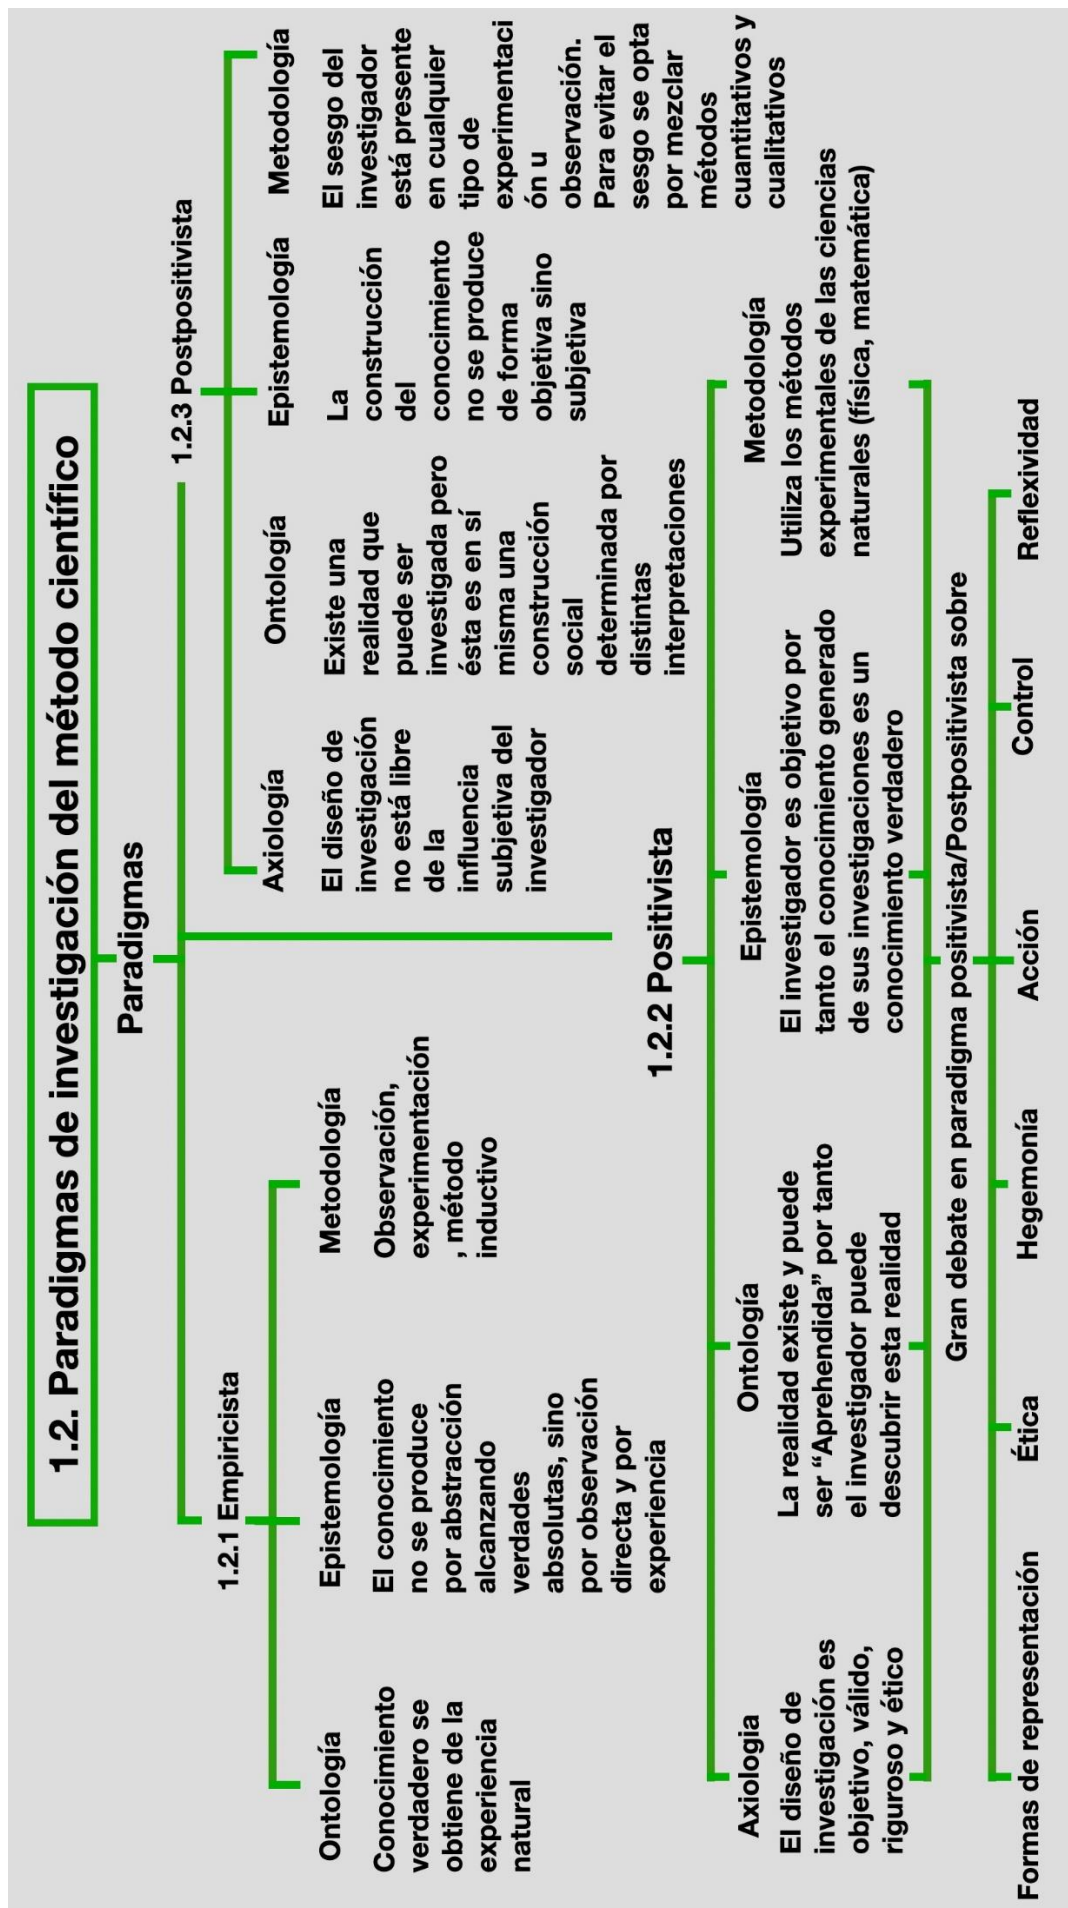 1.2. Paradigmas de investigación del método científico
Paradigmas
1.2.1 Empiricista
Ontología
Conocimiento
verdadero se
obtiene de la
experiencia
natural
Epistemología
El conocimiento
no se produce
por abstracción
alcanzando
verdades
absolutas, sino
por observación
directa y por
experiencia
Metodología
Observación,
experimentación
, método
inductivo
1.2.3 Postpositivista
Axiología
El diseño de
investigación
no está libre
de la
influencia
subjetiva del
investigador
Ontología
Existe una
realidad que
puede ser
investigada pero
ésta es en sí
misma una
construcción
social
determinada por
distintas
interpretaciones
Epistemología
La
construcción
del
conocimiento
no se produce
de forma
objetiva sino
subjetiva
Metodología
El sesgo del
investigador
está presente
en cualquier
tipo de
experimentaci
ón u
observación.
Para evitar el
sesgo se opta
por mezclar
métodos
cuantitativos y
cualitativos
1.2.2 Positivista
Axiologia
El diseño de
investigación es
objetivo, válido,
riguroso y ético
Ontología
La realidad existe y puede
ser “Aprehendida” por tanto
el investigador puede
descubrir esta realidad
Epistemología
El investigador es objetivo por
tanto el conocimiento generado
de sus investigaciones es un
conocimiento verdadero
Metodología
Utiliza los métodos
experimentales de las ciencias
naturales (física, matemática)
Gran debate en paradigma positivista/Postpositivista sobre
Formas de representación
Ética
Hegemonía
Acción
Control
Reflexividad